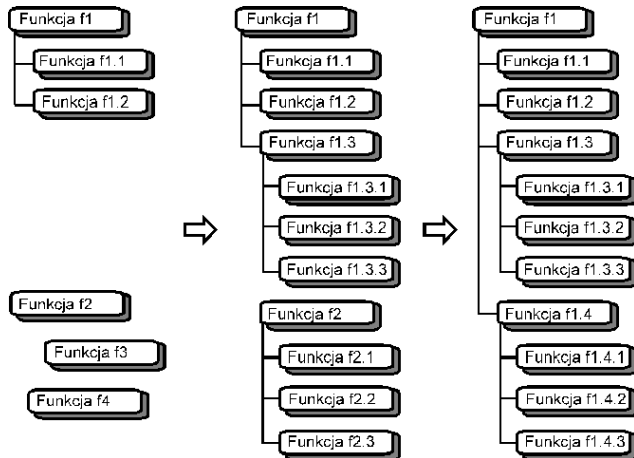 Funkcja f1
Funkcja f1.1
Funkcja f1.2
Funkcja f2
Funkcja f3
Funkcja f4
Funkcja f1
Funkcja f1.1
Funkcja f1.2
Funkcja f1.3
Funkcja f1.3.1
Funkcja f1.3.2
Funkcja f1.3.3
Funkcja f2
Funkcja f2.1
Funkcja f2.2
Funkcja f2.3
Funkcja f1
Funkcja f1.1
Funkcja f1.2
Funkcja f1.3
Funkcja f1.3.1
Funkcja f1.3.2
Funkcja f1.3.3
Funkcja f1.4
Funkcja f1.4.1
Funkcja f1.4.2
Funkcja f1.4.3